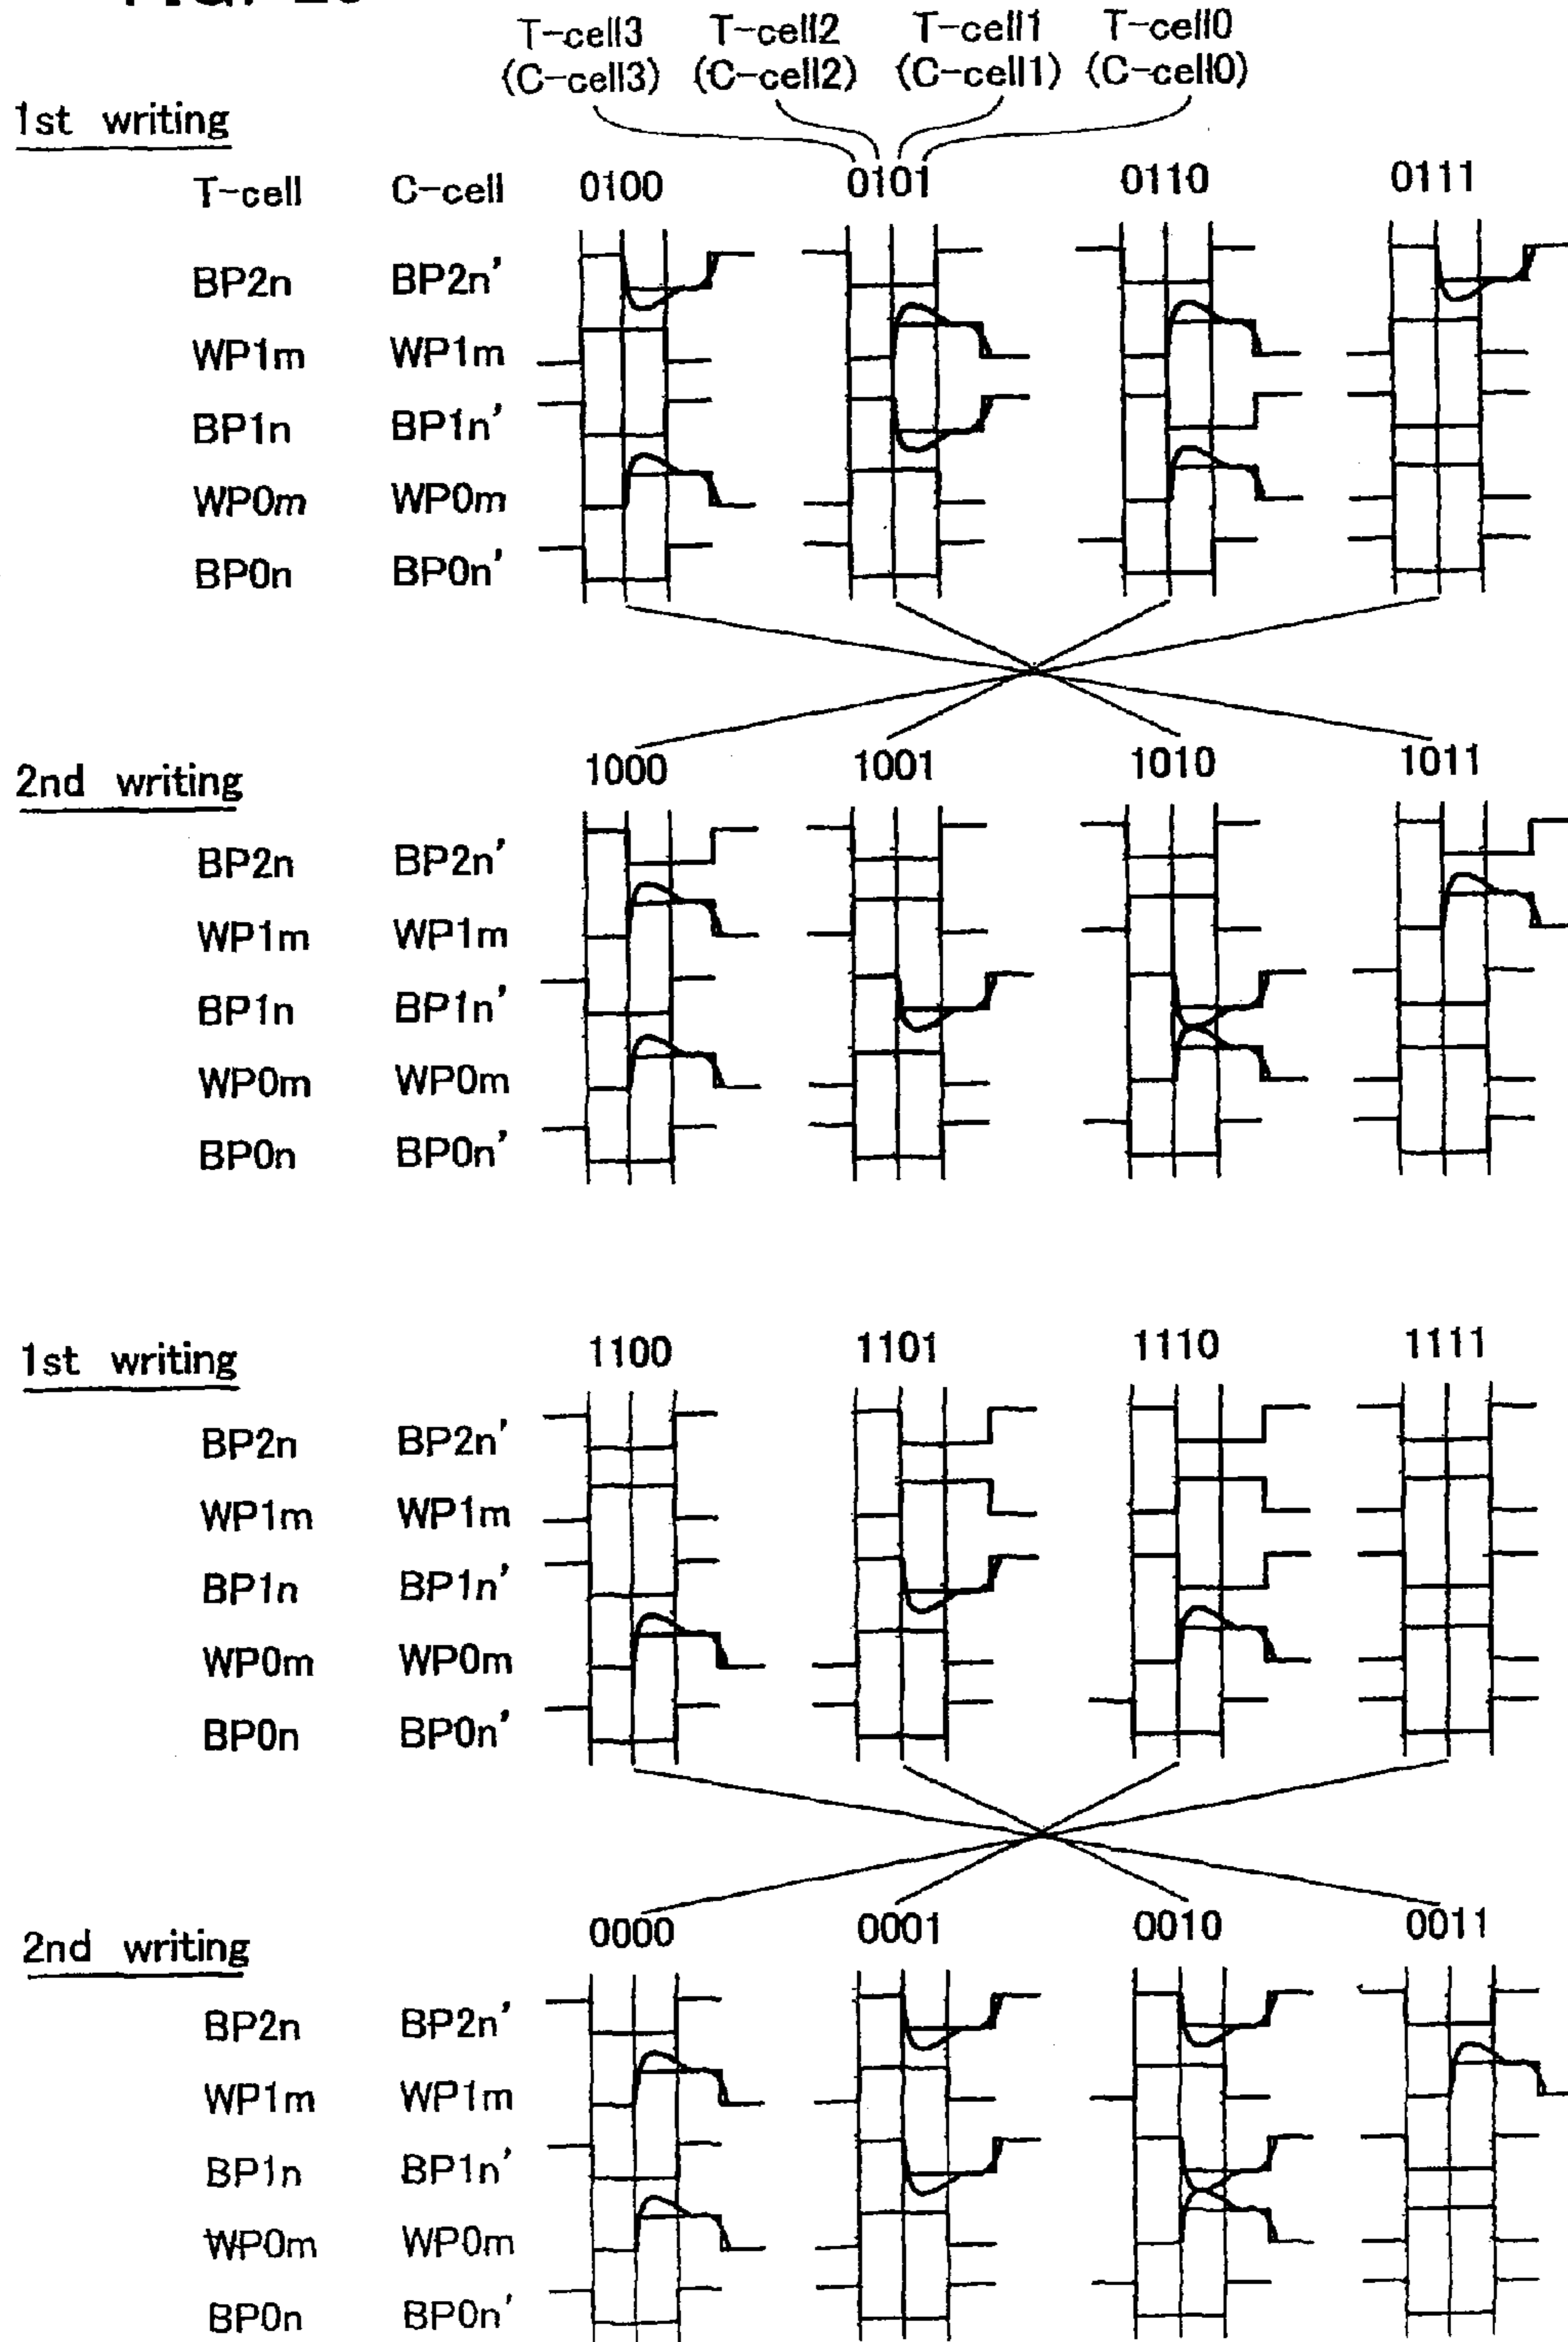 T-cell3 T-cell2 T-cell1 T-cell0
(C-cell3) (C-cell2) (C-cell1) (C-cell0)
1st writing
T-cell C-cell 0100 0101 0110 0111
BP2n BP2n'
WP1m WP1m
BP1n BP1n'
WP0m WP0m
BP0n BP0n'
2nd writing 1000 1001 1010 1011
BP2n BP2n'
WP1m WP1m
BP1n BP1n'
WP0m WP0m
BP0n BP0n'
1st writing 1100 1101 1110 1111
BP2n BP2n'
WP1m WP1m
BP1n BP1n'
WP0m WP0m
BP0n BP0n'
2nd writing 0000 0001 0010 0011
BP2n BP2n'
WP1m WP1m
BP1n BP1n'
WP0m WP0m
BP0n BP0n'